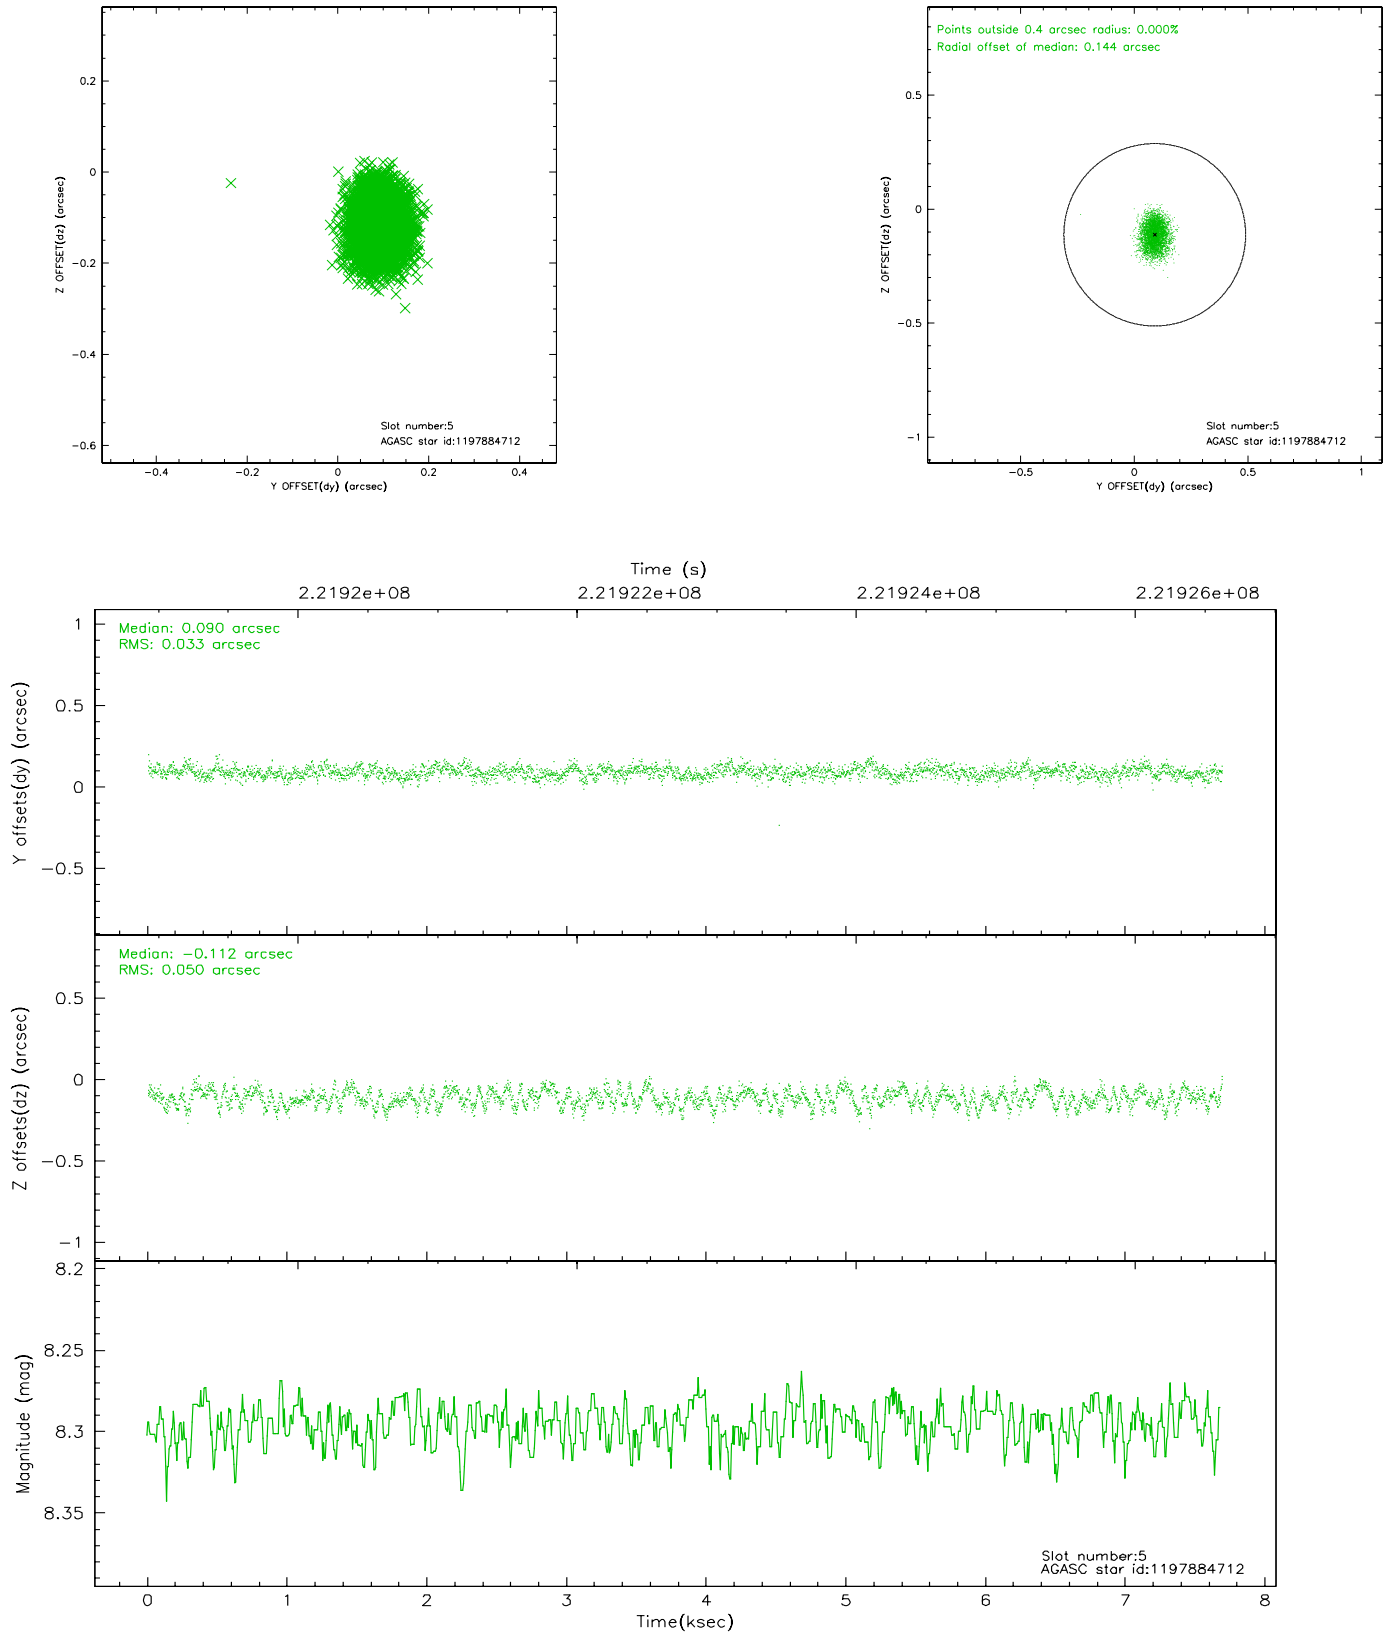 0.2
0
−0.2
−0.4
−0.6
Z OFFSET(dz) (arcsec)
Slot number:5
AGASC star id:1197884712
−0.4
−0.2
0
0.2
0.4
Y OFFSET(dy) (arcsec)
Points outside 0.4 arcsec radius: 0.000%
Radial offset of median: 0.144 arcsec
0.5
0
−0.5
−1
Z OFFSET(dz) (arcsec)
Slot number:5
AGASC star id:1197884712
−0.5
0
0.5
1
Y OFFSET(dy) (arcsec)
Time (s)
2.2192e+08
2.21922e+08
2.21924e+08
2.21926e+08
Median: 0.090 arcsec
RMS: 0.033 arcsec
1
0.5
0
−0.5
Y offsets(dy) (arcsec)
Median: −0.112 arcsec
RMS: 0.050 arcsec
0.5
0
−0.5
−1
Z offsets(dz) (arcsec)
8.2
8.25
8.3
8.35
Magnitude (mag)
Slot number:5
AGASC star id:1197884712
0
1
2
3
4
5
6
7
8
Time(ksec)